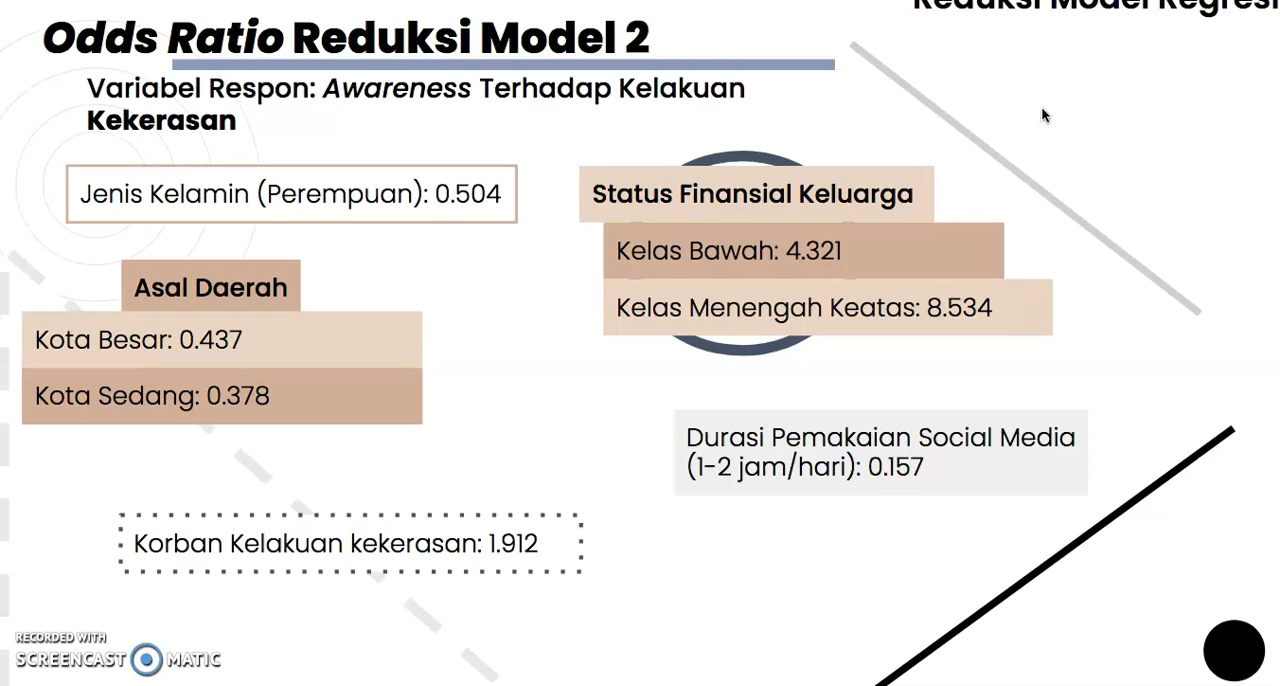 Reduksi Model Regresi
Odds Ratio Reduksi Model 2
Variabel Respon: Awareness Terhadap Kelakuan
Kekerasan
Jenis Kelamin (Perempuan): 0.504
Status Finansial Keluarga
Kelas Bawah: 4.321
Kelas Menengah Keatas: 8.534
Asal Daerah
Kota Besar: 0.437
Kota Sedang: 0.378
Durasi Pemakaian Social Media
(1-2 jam/hari): 0.157
Korban Kelakuan kekerasan: 1.912
RECORDED WITH
SCREENCAST MATIC